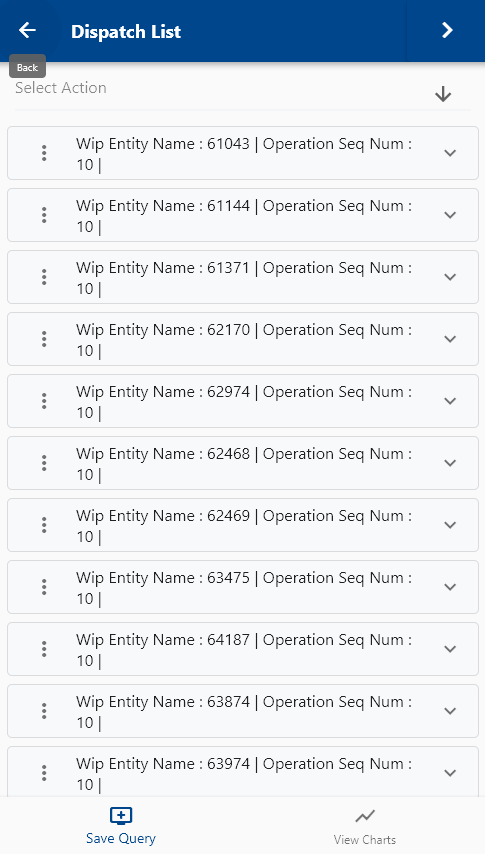 Dispatch List
Back
Select Action
Wip Entity Name : 61043 | Operation Seq Num :
10 |
Wip Entity Name : 61144 | Operation Seq Num :
10 |
Wip Entity Name : 61371 | Operation Seq Num :
10 |
Wip Entity Name : 62170 | Operation Seq Num :
10 |
Wip Entity Name : 62974 | Operation Seq Num :
10 |
Wip Entity Name : 62468 | Operation Seq Num :
10 |
Wip Entity Name : 62469 | Operation Seq Num :
10 |
Wip Entity Name : 63475 | Operation Seq Num :
10 |
Wip Entity Name : 64187 | Operation Seq Num :
10 |
Wip Entity Name : 63874 | Operation Seq Num :
10 |
Wip Entity Name : 63974 | Operation Seq Num :
10 |
Save Query
View Charts